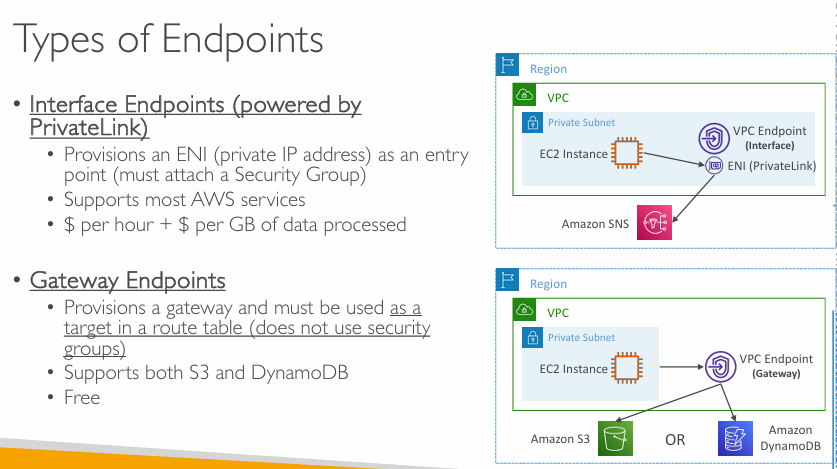 Types of Endpoints
• Interface Endpoints (powered by
PrivateLink)
• Provisions an ENI (private IP address) as an entry
point (must attach a Security Group)
• Supports most AWS services
• $ per hour + $ per GB of data processed
• Gateway Endpoints
• Provisions a gateway and must be used as a
target in a route table (does not use security
groups)
• Supports both S3 and DynamoDB
• Free
Region
VPC
Private Subnet
EC2 Instance
VPC Endpoint
(Interface)
ENI (PrivateLink)
Amazon SNS
Region
VPC
Private Subnet
EC2 Instance
VPC Endpoint
(Gateway)
Amazon S3
OR
Amazon
DynamoDB